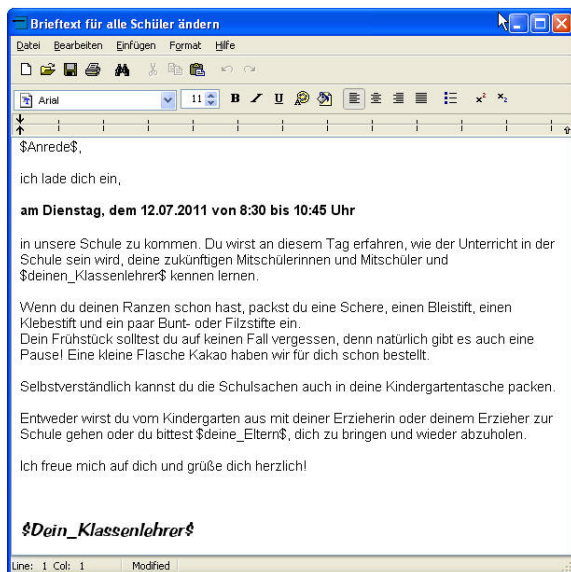 Brieftext für alle Schüler ändern
Datei Bearbeiten Einfügen Format Hilfe
Arial 11 B I U x² x₂
$Anrede$,
ich lade dich ein,
am Dienstag, dem 12.07.2011 von 8:30 bis 10:45 Uhr
in unsere Schule zu kommen. Du wirst an diesem Tag erfahren, wie der Unterricht in der
Schule sein wird, deine zukünftigen Mitschülerinnen und Mitschüler und
$deinen_Klassenlehrer$ kennen lernen.
Wenn du deinen Ranzen schon hast, packst du eine Schere, einen Bleistift, einen
Klebestift und ein paar Bunt- oder Filzstifte ein.
Dein Frühstück solltest du auf keinen Fall vergessen, denn natürlich gibt es auch eine
Pause! Eine kleine Flasche Kakao haben wir für dich schon bestellt.
Selbstverständlich kannst du die Schulsachen auch in deine Kindergartentasche packen.
Entweder wirst du vom Kindergarten aus mit deiner Erzieherin oder deinem Erzieher zur
Schule gehen oder du bittest $deine_Eltern$, dich zu bringen und wieder abzuholen.
Ich freue mich auf dich und grüße dich herzlich!
$Dein_Klassenlehrer$
Line: 1 Col: 1 Modified